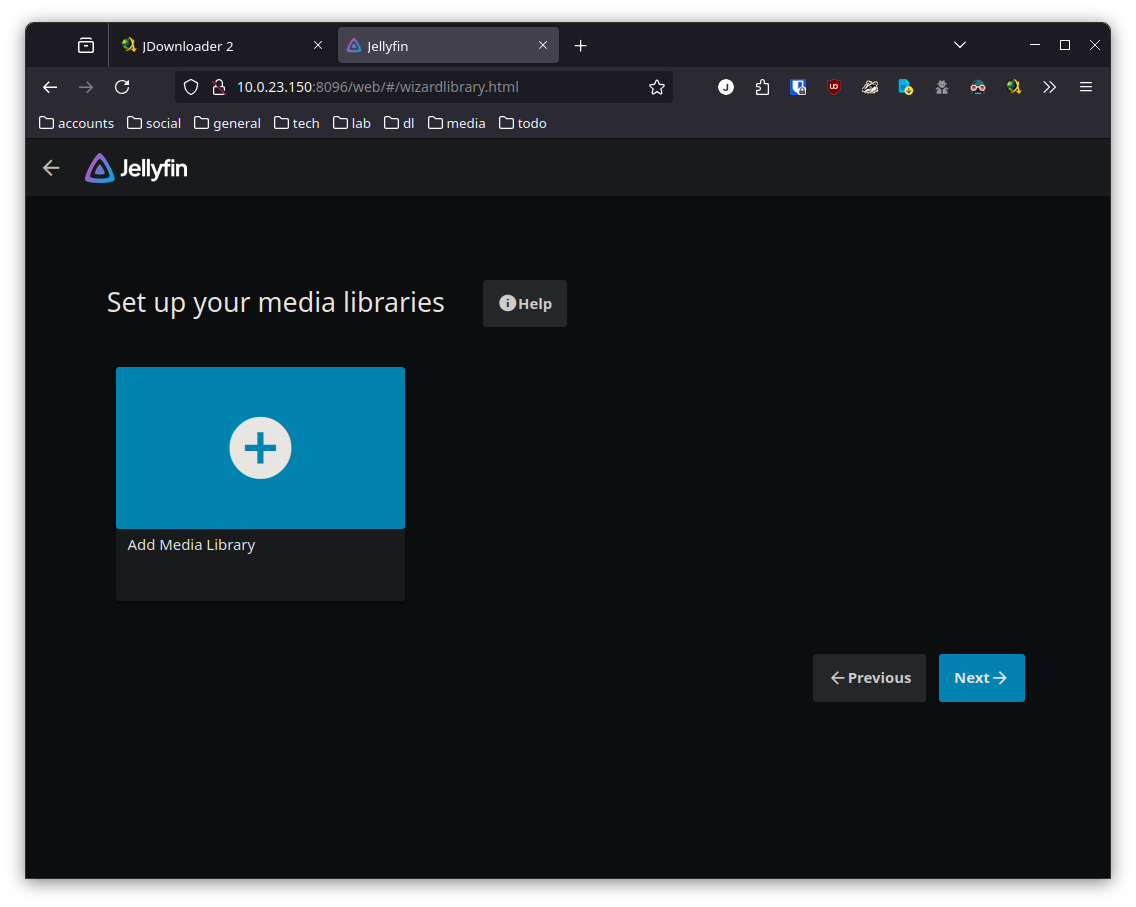 JDownloader 2
Jellyfin
10.0.23.150:8096/web/#/wizardlibrary.html
J
UD
accounts social general tech lab dl media todo
Jellyfin
Set up your media libraries
Help
Add Media Library
Previous
Next